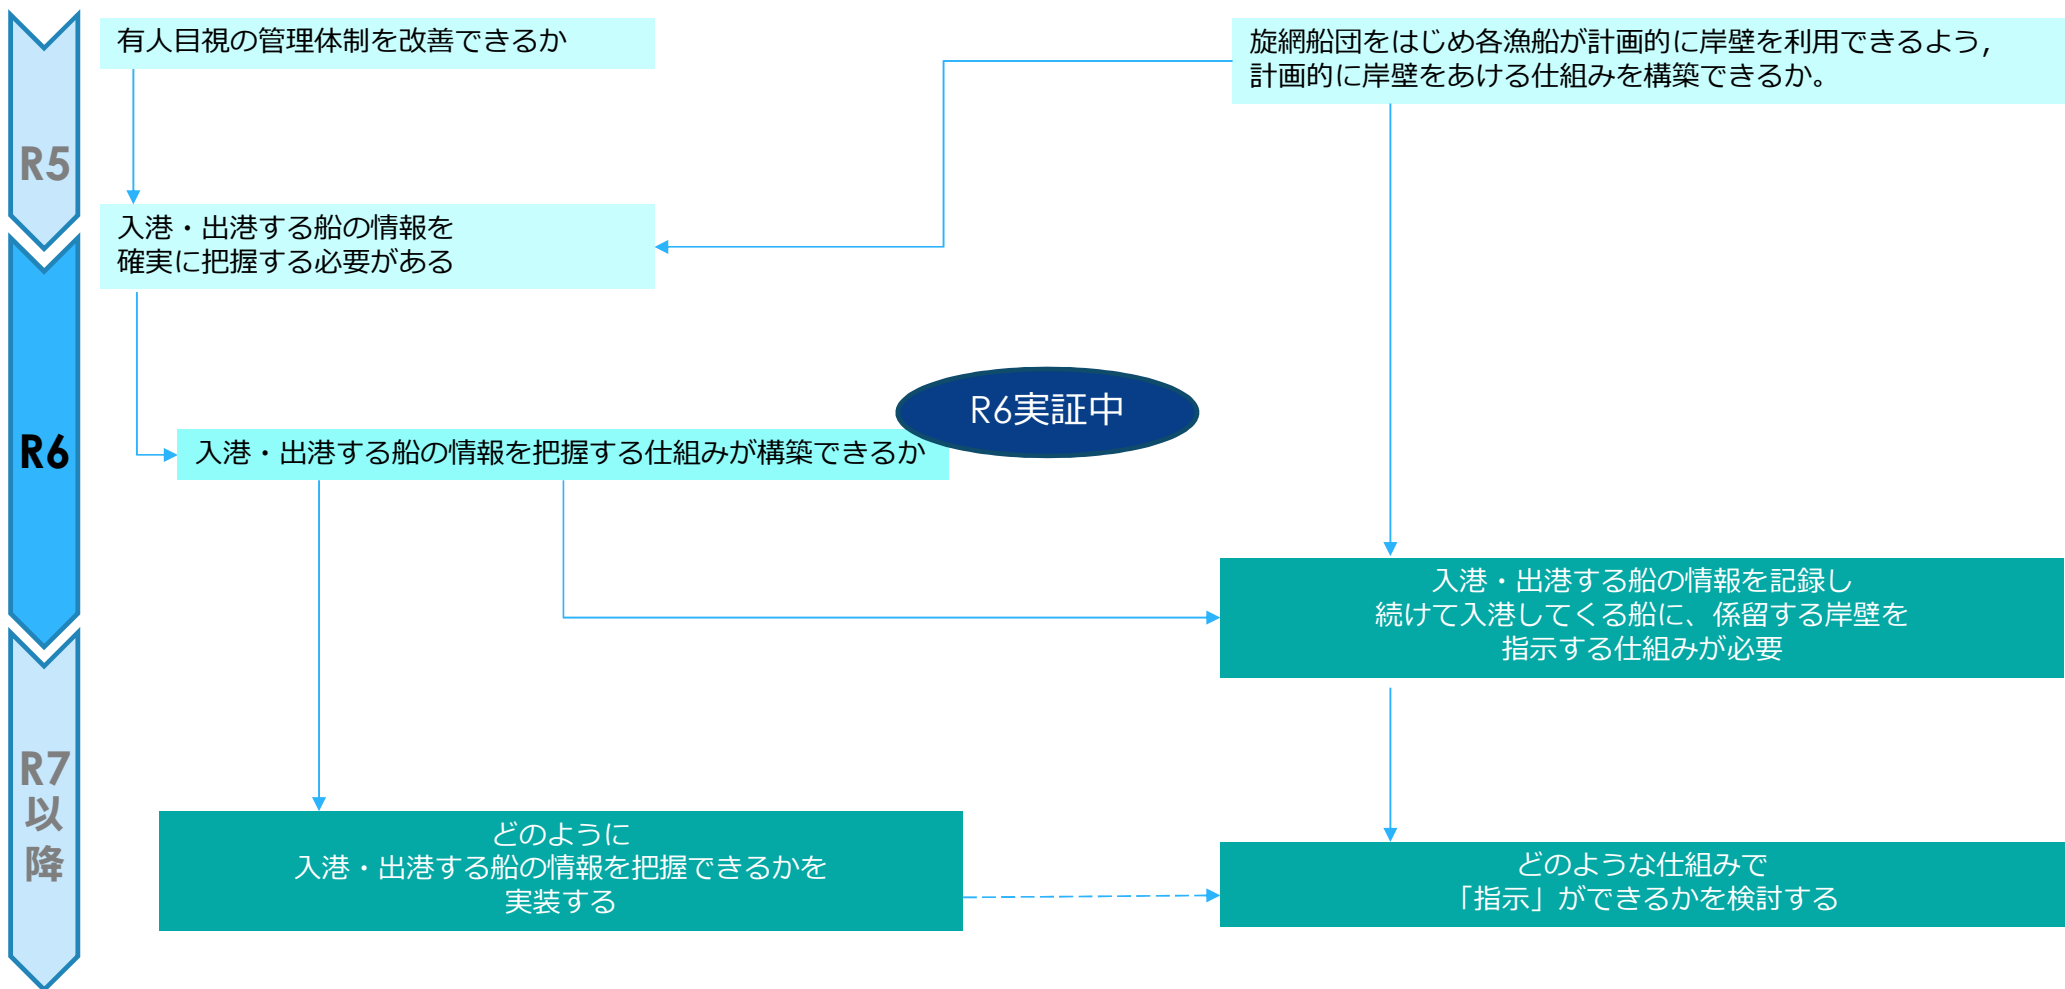 有人目視の管理体制を改善できるか
旋網船団をはじめ各漁船が計画的に岸壁を利用できるよう,
計画的に岸壁をあける仕組みを構築できるか。
R5
入港・出港する船の情報を
確実に把握する必要がある
R6実証中
R6
入港・出港する船の情報を把握する仕組みが構築できるか
入港・出港する船の情報を記録し
続けて入港してくる船に、係留する岸壁を
指示する仕組みが必要
R7
以
降
どのように
入港・出港する船の情報を把握できるかを
実装する
どのような仕組みで
「指示」ができるかを検討する